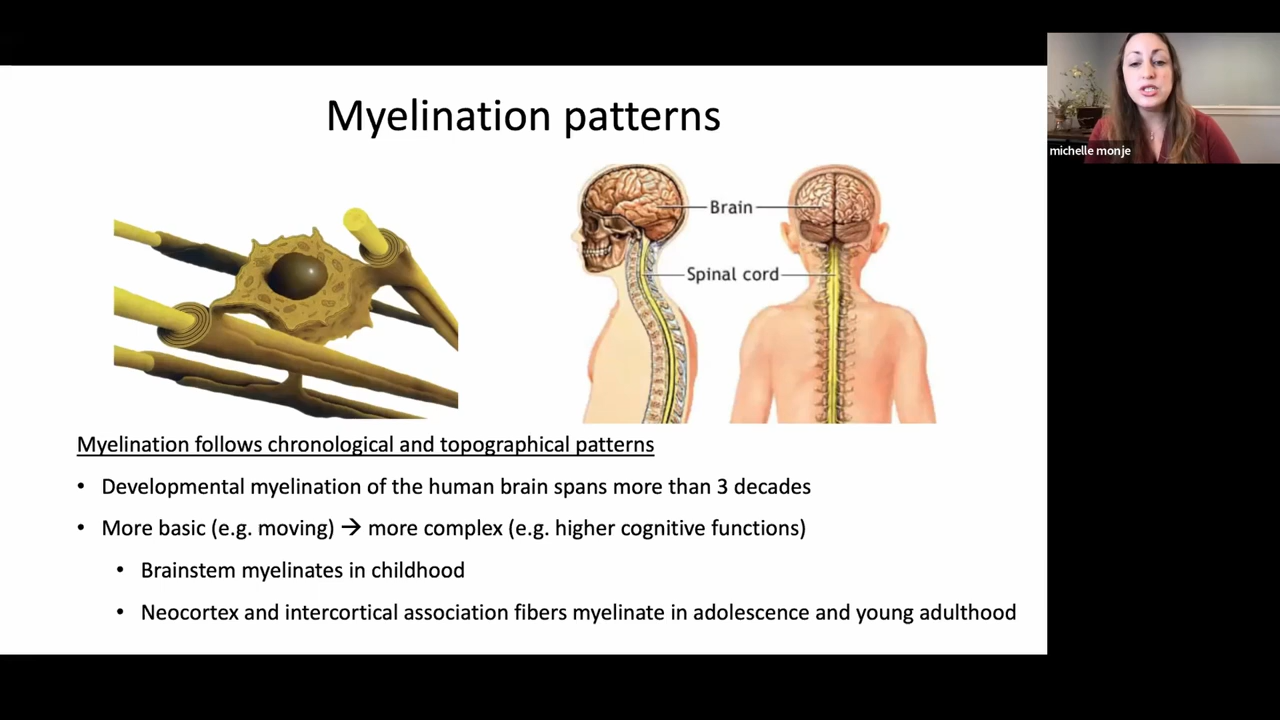 Myelination patterns
michelle monje
Brain
Spinal cord
Myelination follows chronological and topographical patterns
• Developmental myelination of the human brain spans more than 3 decades
• More basic (e.g. moving) → more complex (e.g. higher cognitive functions)
• Brainstem myelinates in childhood
• Neocortex and intercortical association fibers myelinate in adolescence and young adulthood